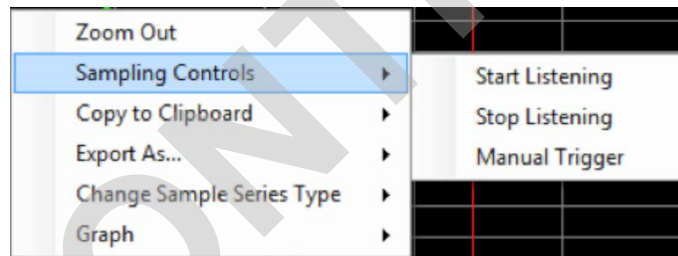 Zoom Out
Sampling Controls
Copy to Clipboard
Export As...
Change Sample Series Type
Graph
Start Listening
Stop Listening
Manual Trigger